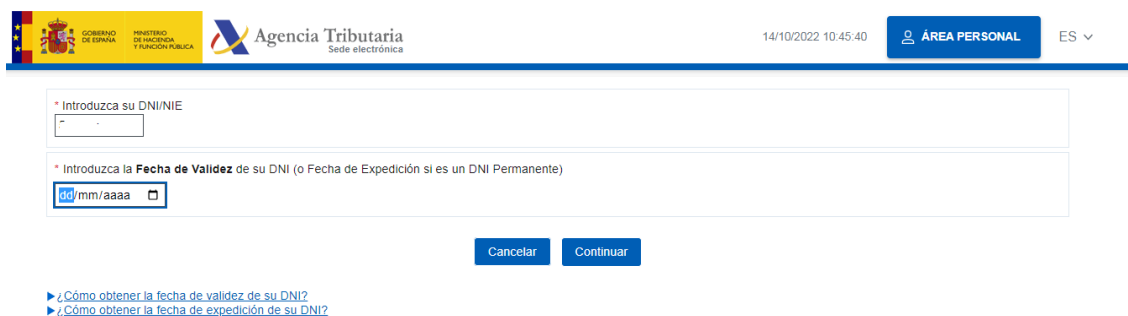 GOBIERNO
DE ESPAÑA
MINISTERIO
DE HACIENDA
Y FUNCIÓN PÚBLICA
Agencia Tributaria
Sede electrónica
14/10/2022 10:45:40
ÁREA PERSONAL
ES
* Introduzca su DNI/NIE
* Introduzca la Fecha de Validez de su DNI (o Fecha de Expedición si es un DNI Permanente)
dd/mm/aaaa
Cancelar
Continuar
¿Cómo obtener la fecha de validez de su DNI?
¿Cómo obtener la fecha de expedición de su DNI?